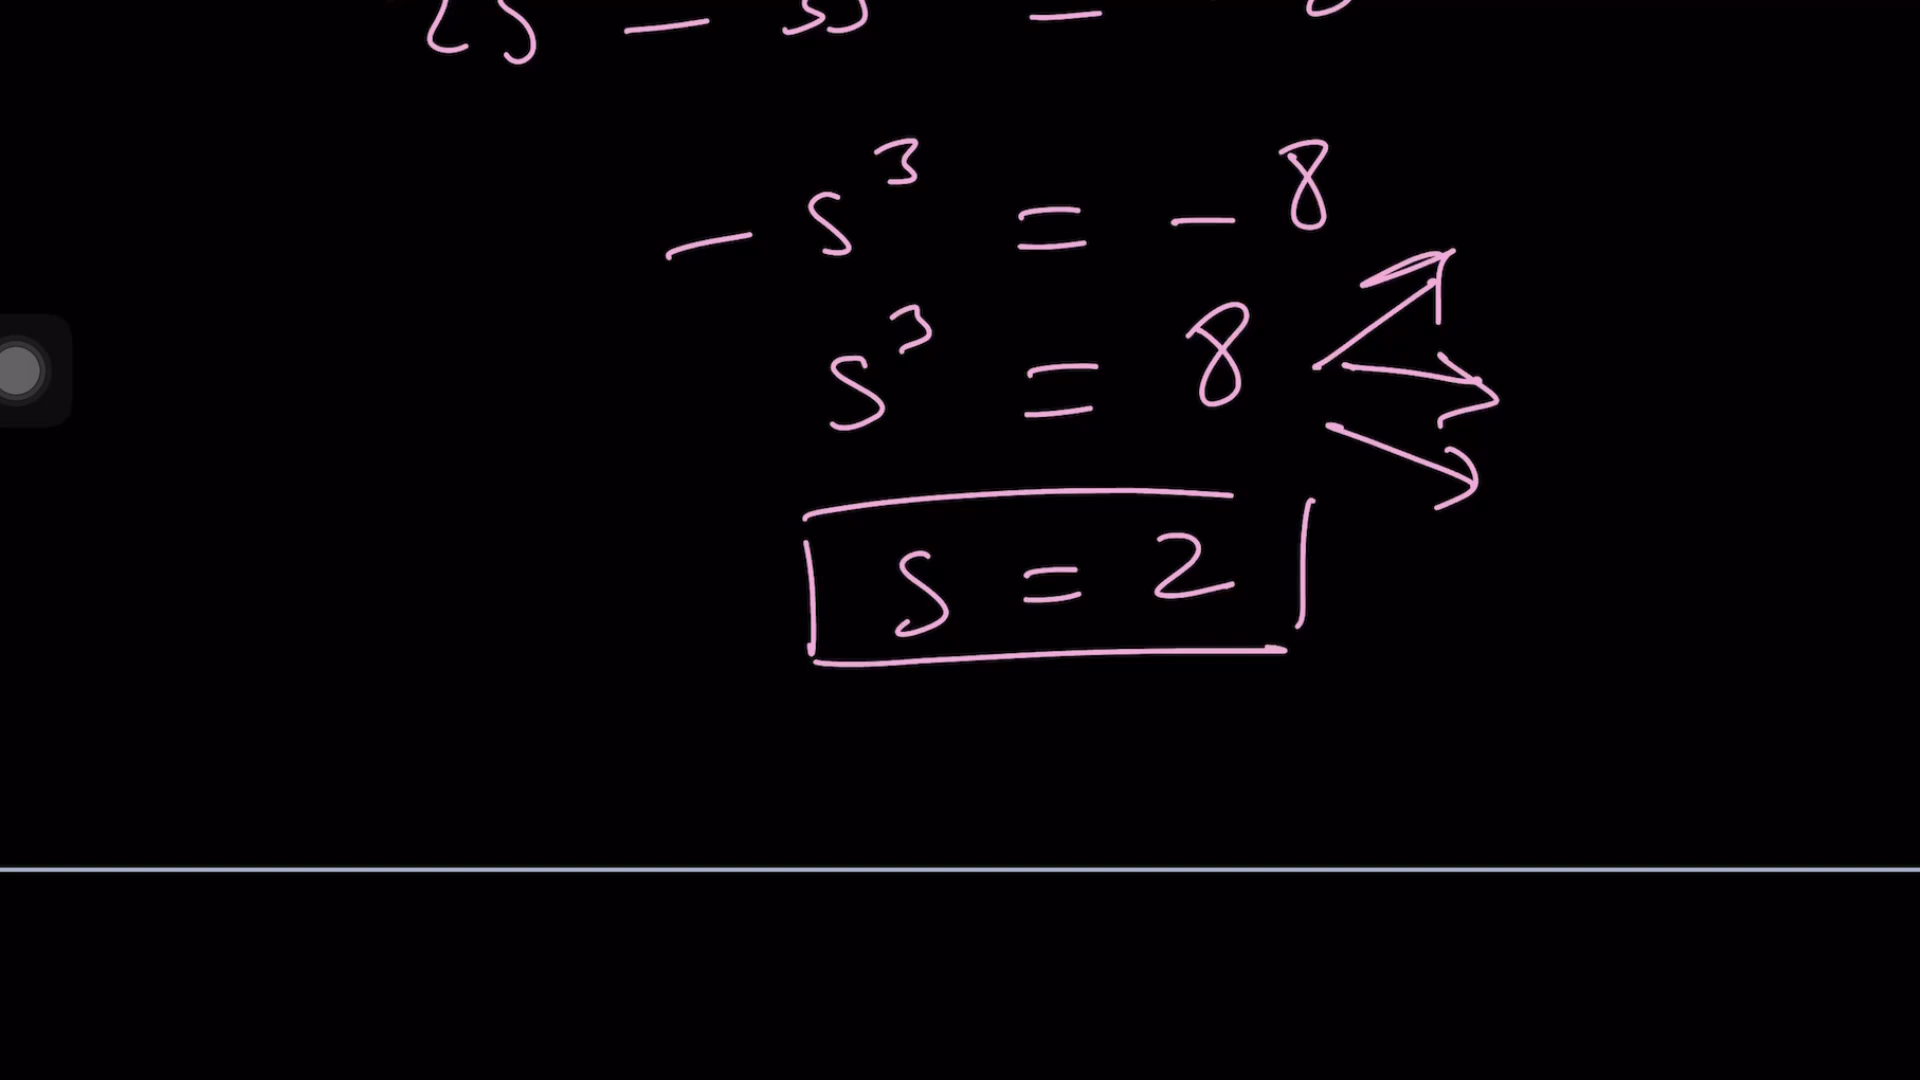 - s³ = - 8
s³ = 8
s = 2